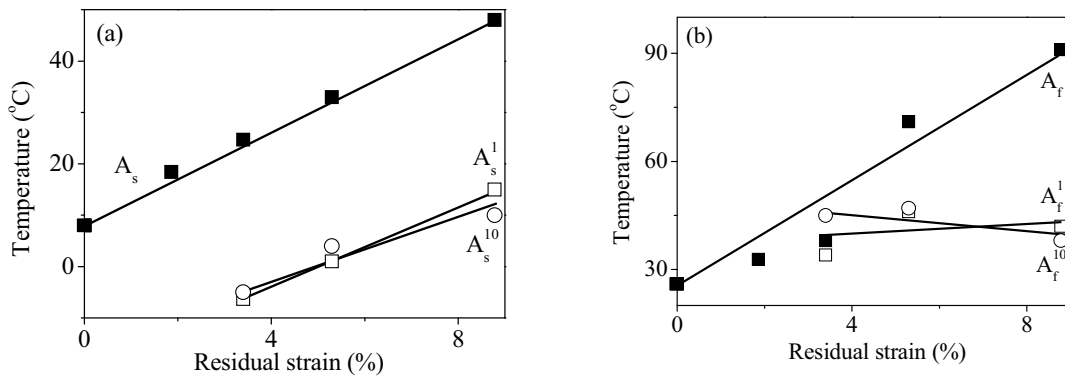 (a)
Temperature (°C)
40
20
0
A_s
A_s^1
A_s^10
0 4 8
Residual strain (%)
(b)
Temperature (°C)
90
60
30
A_f
A_f^1
A_f^10
0 4 8
Residual strain (%)